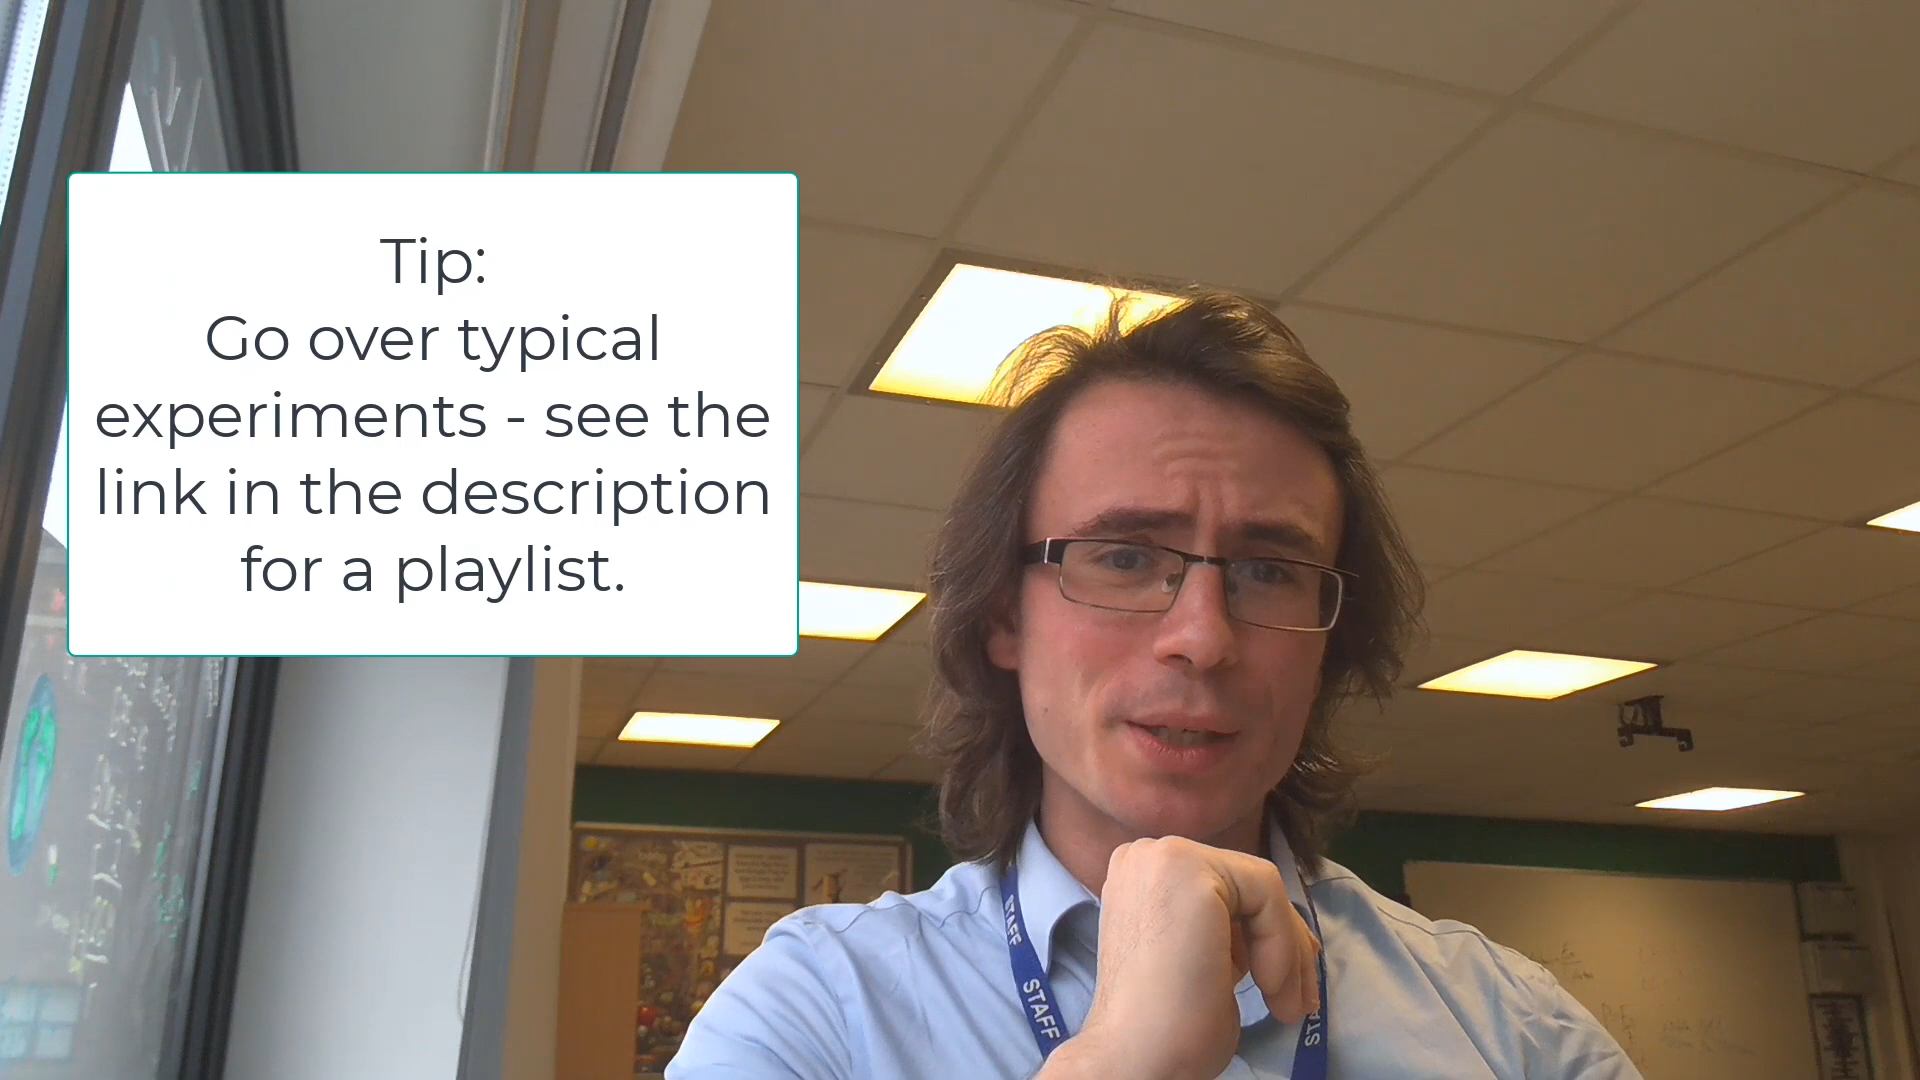 Tip:
Go over typical
experiments - see the
link in the description
for a playlist.
STAFF
STAFF